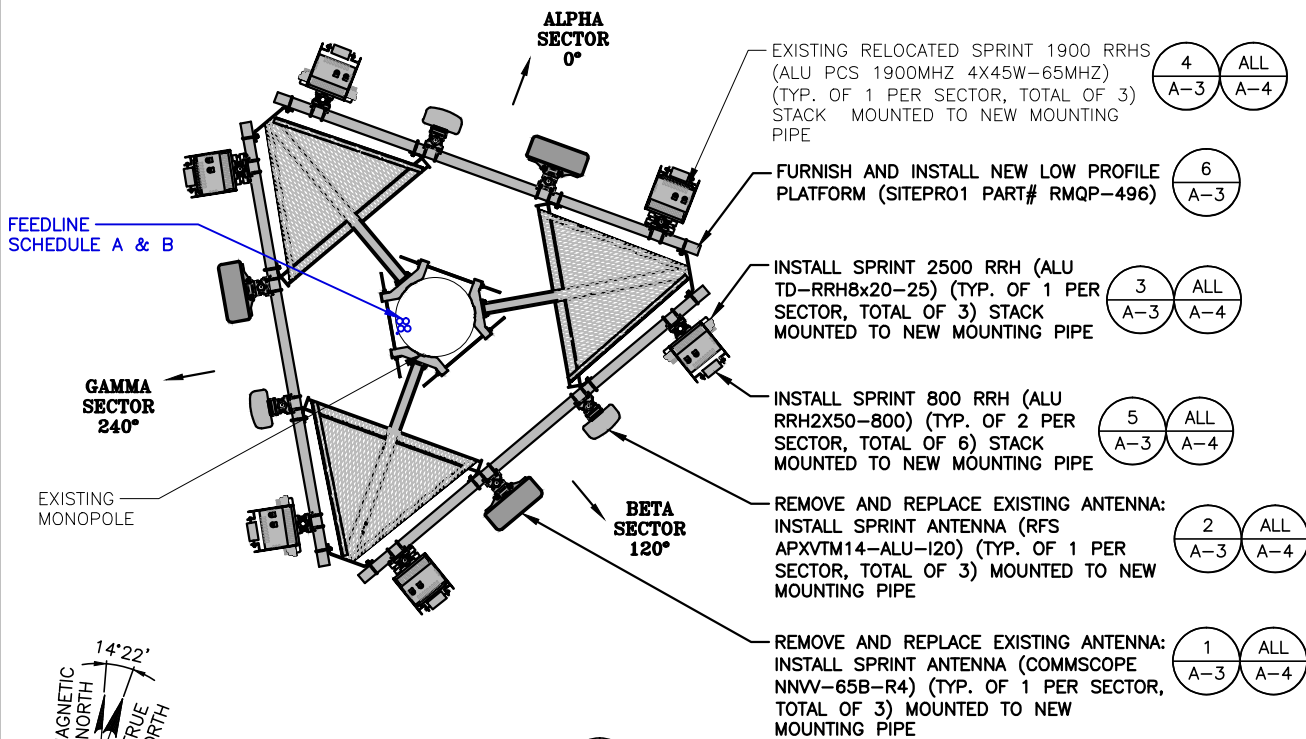 ALPHA
SECTOR
0°
EXISTING RELOCATED SPRINT 1900 RRHS
(ALU PCS 1900MHZ 4X45W-65MHZ)
(TYP. OF 1 PER SECTOR, TOTAL OF 3)
STACK MOUNTED TO NEW MOUNTING
PIPE
4
A-3
ALL
A-4
FURNISH AND INSTALL NEW LOW PROFILE
PLATFORM (SITEPRO1 PART# RMQP-496)
6
A-3
FEEDLINE
SCHEDULE A & B
INSTALL SPRINT 2500 RRH (ALU
TD-RRH8x20-25) (TYP. OF 1 PER
SECTOR, TOTAL OF 3) STACK
MOUNTED TO NEW MOUNTING PIPE
3
A-3
ALL
A-4
GAMMA
SECTOR
240°
INSTALL SPRINT 800 RRH (ALU
RRH2X50-800) (TYP. OF 2 PER
SECTOR, TOTAL OF 6) STACK
MOUNTED TO NEW MOUNTING PIPE
5
A-3
ALL
A-4
EXISTING
MONOPOLE
BETA
SECTOR
120°
REMOVE AND REPLACE EXISTING ANTENNA:
INSTALL SPRINT ANTENNA (RFS
APXVTM14-ALU-I20) (TYP. OF 1 PER
SECTOR, TOTAL OF 3) MOUNTED TO NEW
MOUNTING PIPE
2
A-3
ALL
A-4
REMOVE AND REPLACE EXISTING ANTENNA:
INSTALL SPRINT ANTENNA (COMMSCOPE
NNVV-65B-R4) (TYP. OF 1 PER SECTOR,
TOTAL OF 3) MOUNTED TO NEW
MOUNTING PIPE
1
A-3
ALL
A-4
14°22'
AGNETIC
NORTH
TRUE
ORTH